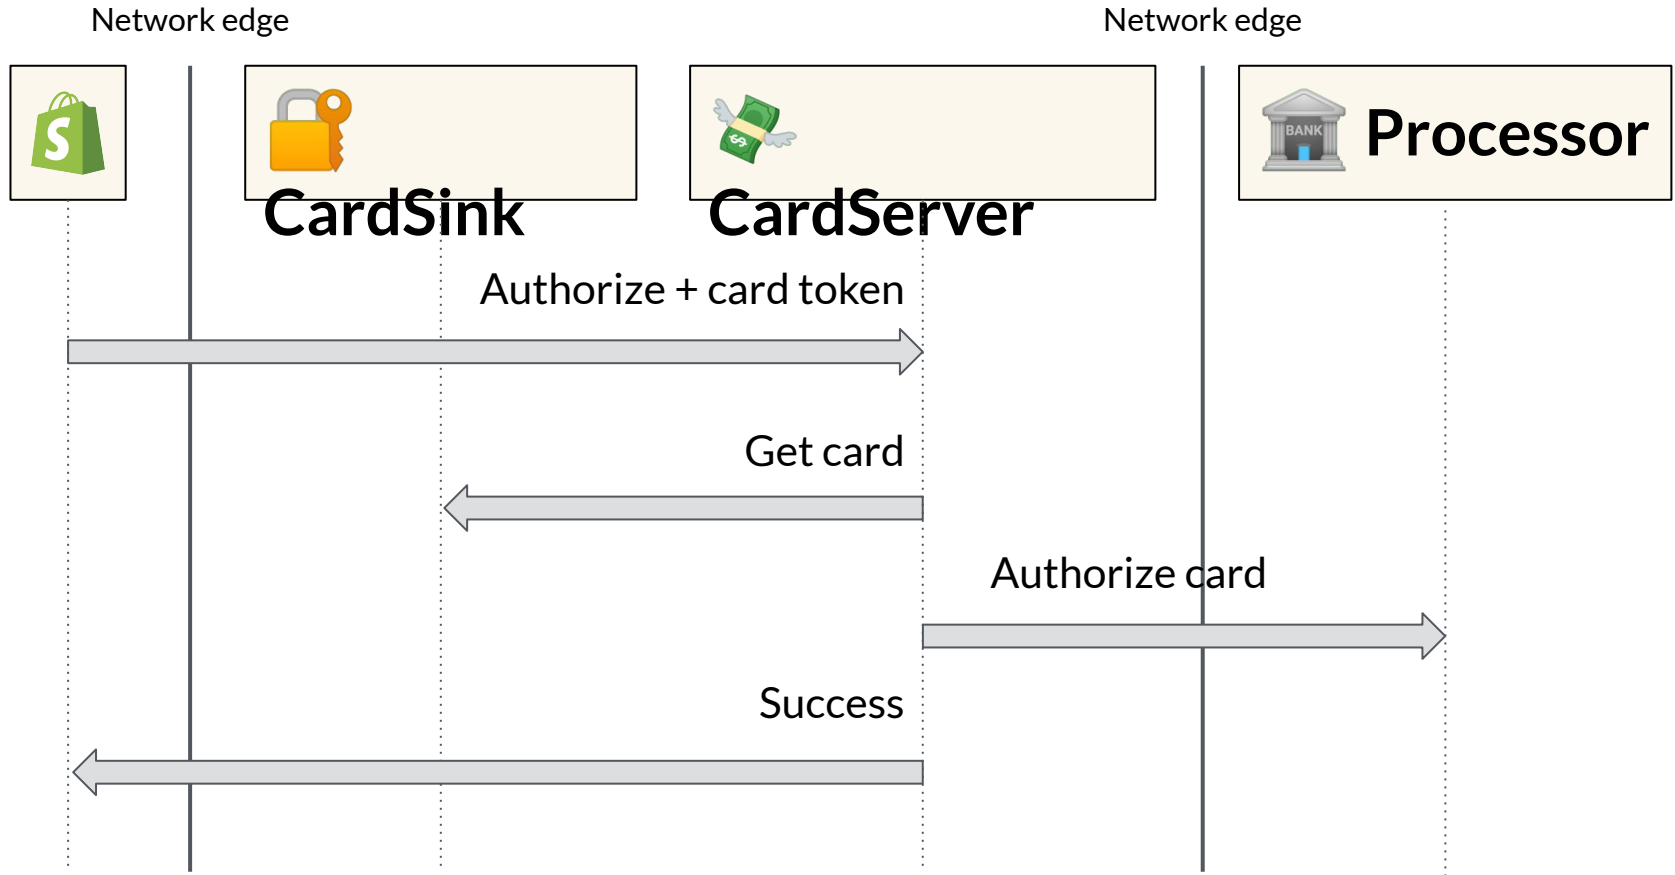 Network edge
Network edge
S
BANK
Processor
CardSink
CardServer
Authorize + card token
Get card
Authorize card
Success